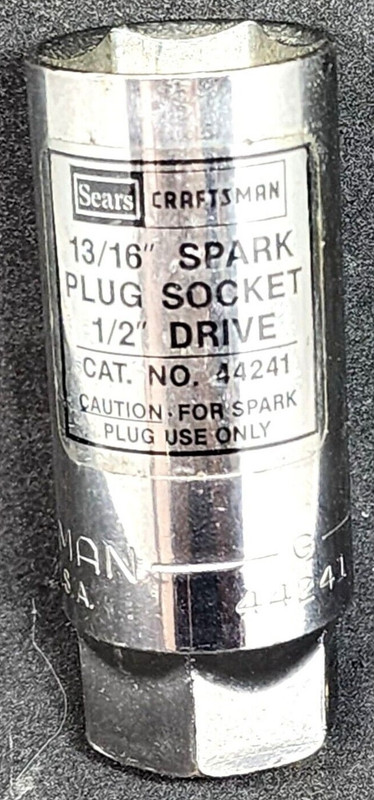 Sears CRAFTSMAN
13/16" SPARK
PLUG SOCKET
1/2" DRIVE
CAT. NO. 44241
CAUTION · FOR SPARK
PLUG USE ONLY
MAN — G —
S.A. 44241